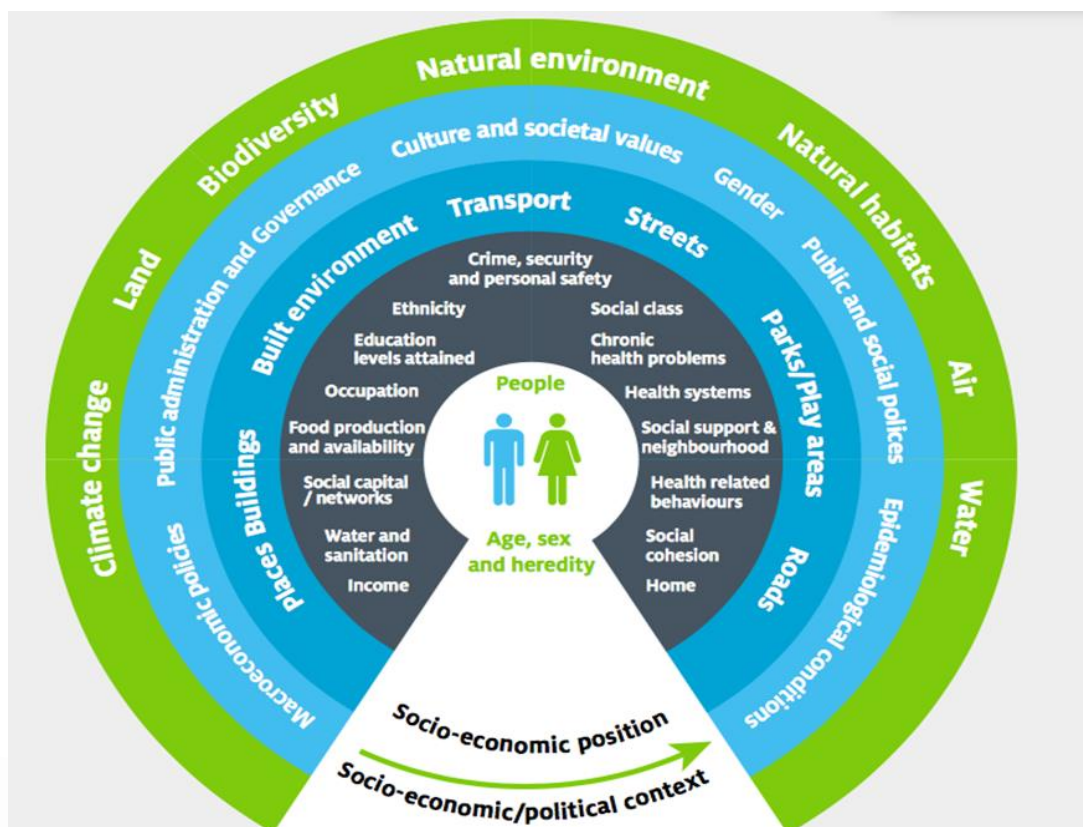 Climate change
Land
Biodiversity
Natural environment
Natural habitats
Air
Water
Macroeconomic policies
Public administration and Governance
Culture and societal values
Gender
Public and social polices
Epidemiological conditions
Places Buildings
Built environment
Transport
Streets
Parks/Play areas
Roads
Crime, security
and personal safety
Ethnicity
Education
levels attained
Occupation
Food production
and availability
Social capital
/ networks
Water and
sanitation
Income
Social class
Chronic
health problems
Health systems
Social support &
neighbourhood
Health related
behaviours
Social
cohesion
Home
People
Age, sex
and heredity
Socio-economic position
Socio-economic/political context